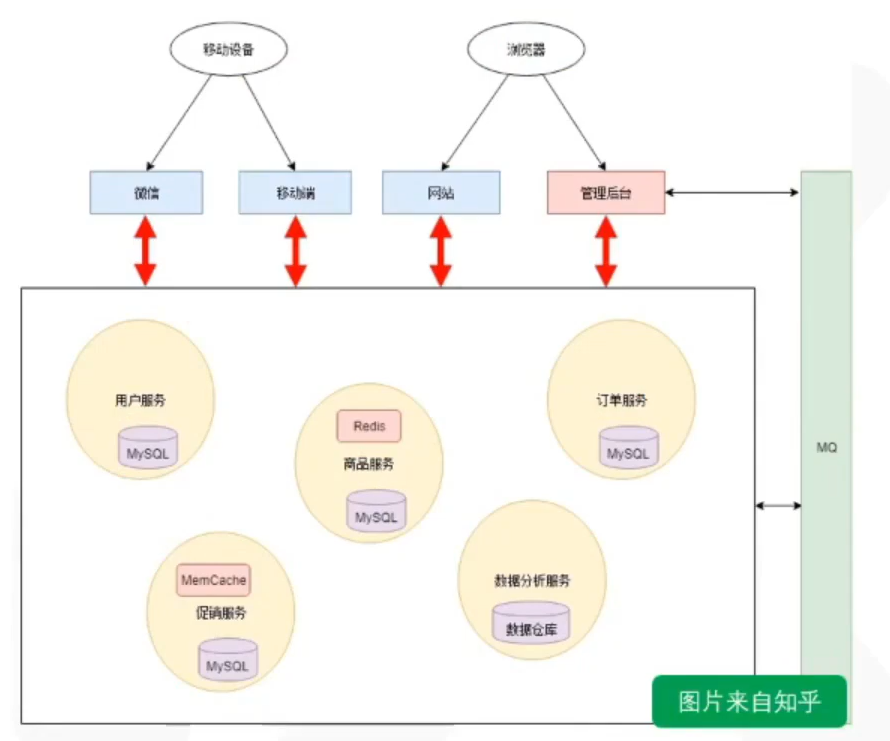 移动设备
浏览器
微信
移动端
网站
管理后台
用户服务
MySQL
Redis
商品服务
MySQL
订单服务
MySQL
MQ
MemCache
促销服务
MySQL
数据分析服务
数据仓库
图片来自知乎